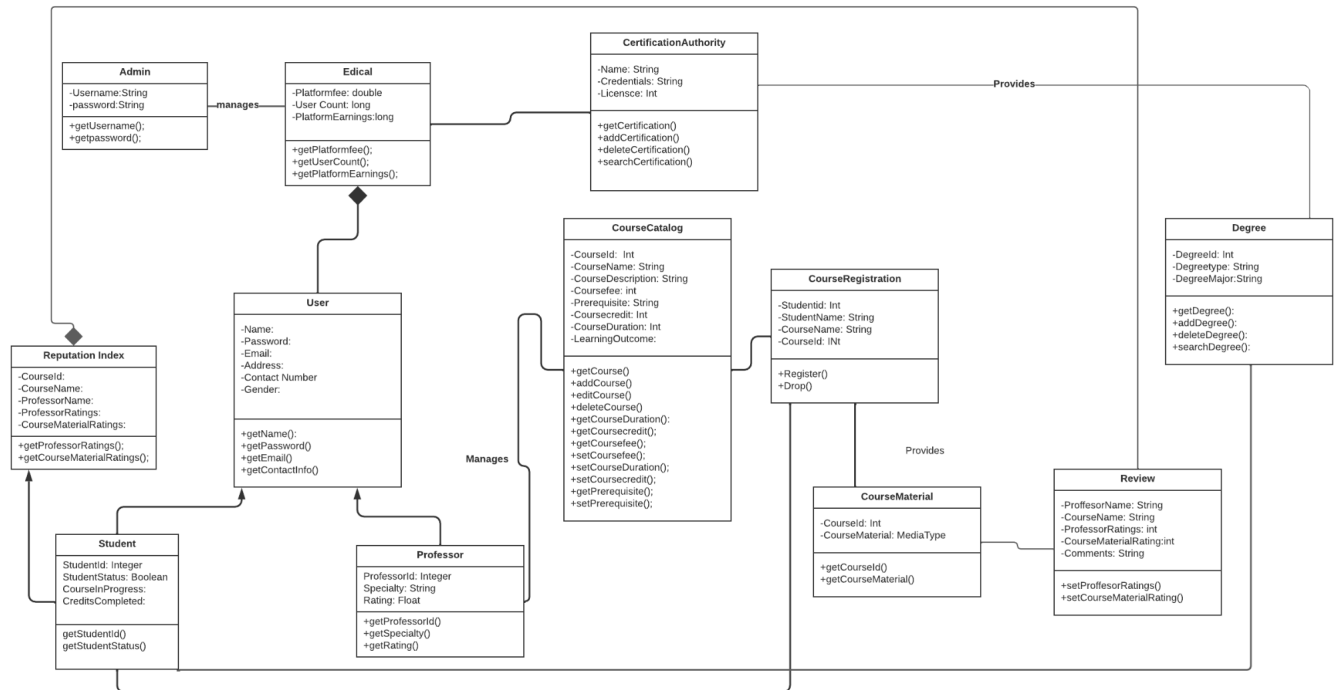 Admin
-Username:String
-password:String
+getUsername();
+getpassword();
manages
Edical
-Platformfee: double
-User Count: long
-PlatformEarnings:long
+getPlatformfee();
+getUserCount();
+getPlatformEarnings();
CertificationAuthority
-Name: String
-Credentials: String
-Licensce: Int
+getCertification()
+addCertification()
+deleteCertification()
+searchCertification()
Provides
Degree
-DegreeId: Int
-Degreetype: String
-DegreeMajor:String
+getDegree():
+addDegree():
+deleteDegree():
+searchDegree():
CourseCatalog
-CourseId:  Int
-CourseName: String
-CourseDescription: String
-Coursefee: int
-Prerequisite: String
-Coursecredit: Int
-CourseDuration: Int
-LearningOutcome:
+getCourse()
+addCourse()
+editCourse()
+deleteCourse()
+getCourseDuration():
+getCoursecredit();
+getCoursefee();
+setCoursefee();
+setCourseDuration();
+setCoursecredit();
+getPrerequisite();
+setPrerequisite();
CourseRegistration
-Studentid: Int
-StudentName: String
-CourseName: String
-CourseId: INt
+Register()
+Drop()
User
-Name:
-Password:
-Email:
-Address:
-Contact Number
-Gender:
+getName():
+getPassword()
+getEmail()
+getContactInfo()
Reputation Index
-CourseId:
-CourseName:
-ProfessorName:
-ProfessorRatings:
-CourseMaterialRatings:
+getProfessorRatings();
+getCourseMaterialRatings();
Manages
Provides
Student
StudentId: Integer
StudentStatus: Boolean
CourseInProgress:
CreditsCompleted:
getStudentId()
getStudentStatus()
Professor
ProfessorId: Integer
Specialty: String
Rating: Float
+getProfessorId()
+getSpecialty()
+getRating()
CourseMaterial
-CourseId: Int
-CourseMaterial: MediaType
+getCourseId()
+getCourseMaterial()
Review
-ProffesorName: String
-CourseName: String
-ProfessorRatings: int
-CourseMaterialRating:int
-Comments: String
+setProffesorRatings()
+setCourseMaterialRating()